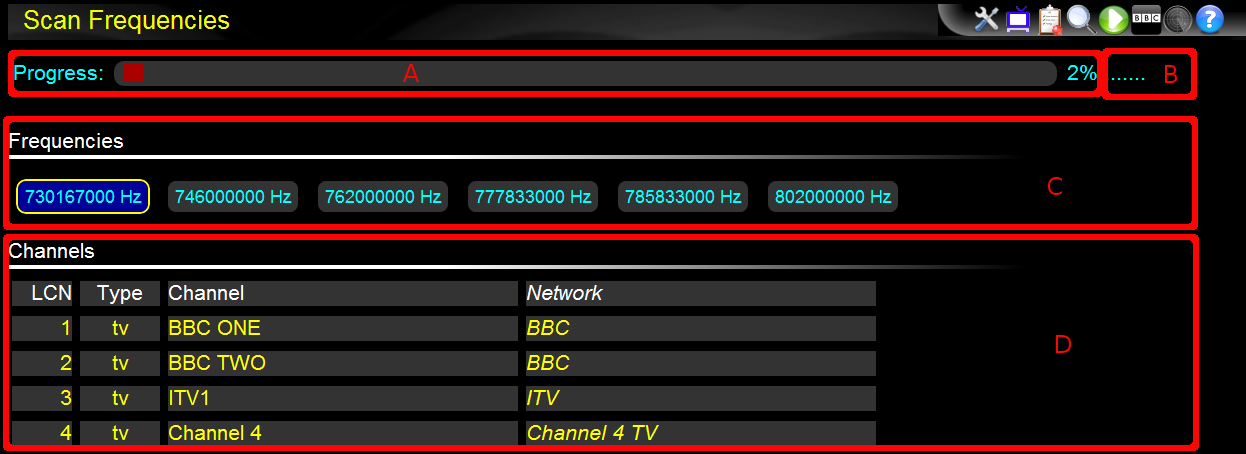 Scan Frequencies BBC ?
Progress: A 2% ...... B
Frequencies
730167000 Hz 746000000 Hz 762000000 Hz 777833000 Hz 785833000 Hz 802000000 Hz C
Channels
LCN Type Channel Network
1 tv BBC ONE BBC
2 tv BBC TWO BBC D
3 tv ITV1 ITV
4 tv Channel 4 Channel 4 TV